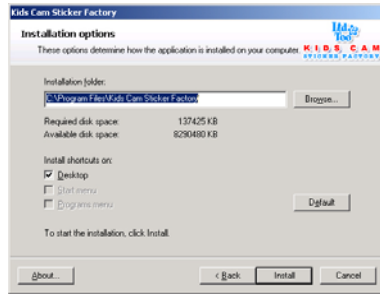 Kids Cam Sticker Factory
Installation options
These options determine how the application is installed on your computer.
KIDS CAM
STICKER FACTORY
Installation folder:
C:\Program Files\Kids Cam Sticker Factory
Browse...
Required disk space: 137425 KB
Available disk space: 8290480 KB
Install shortcuts on:
Desktop
Start menu
Programs menu
Default
To start the installation, click Install.
About...
< Back
Install
Cancel